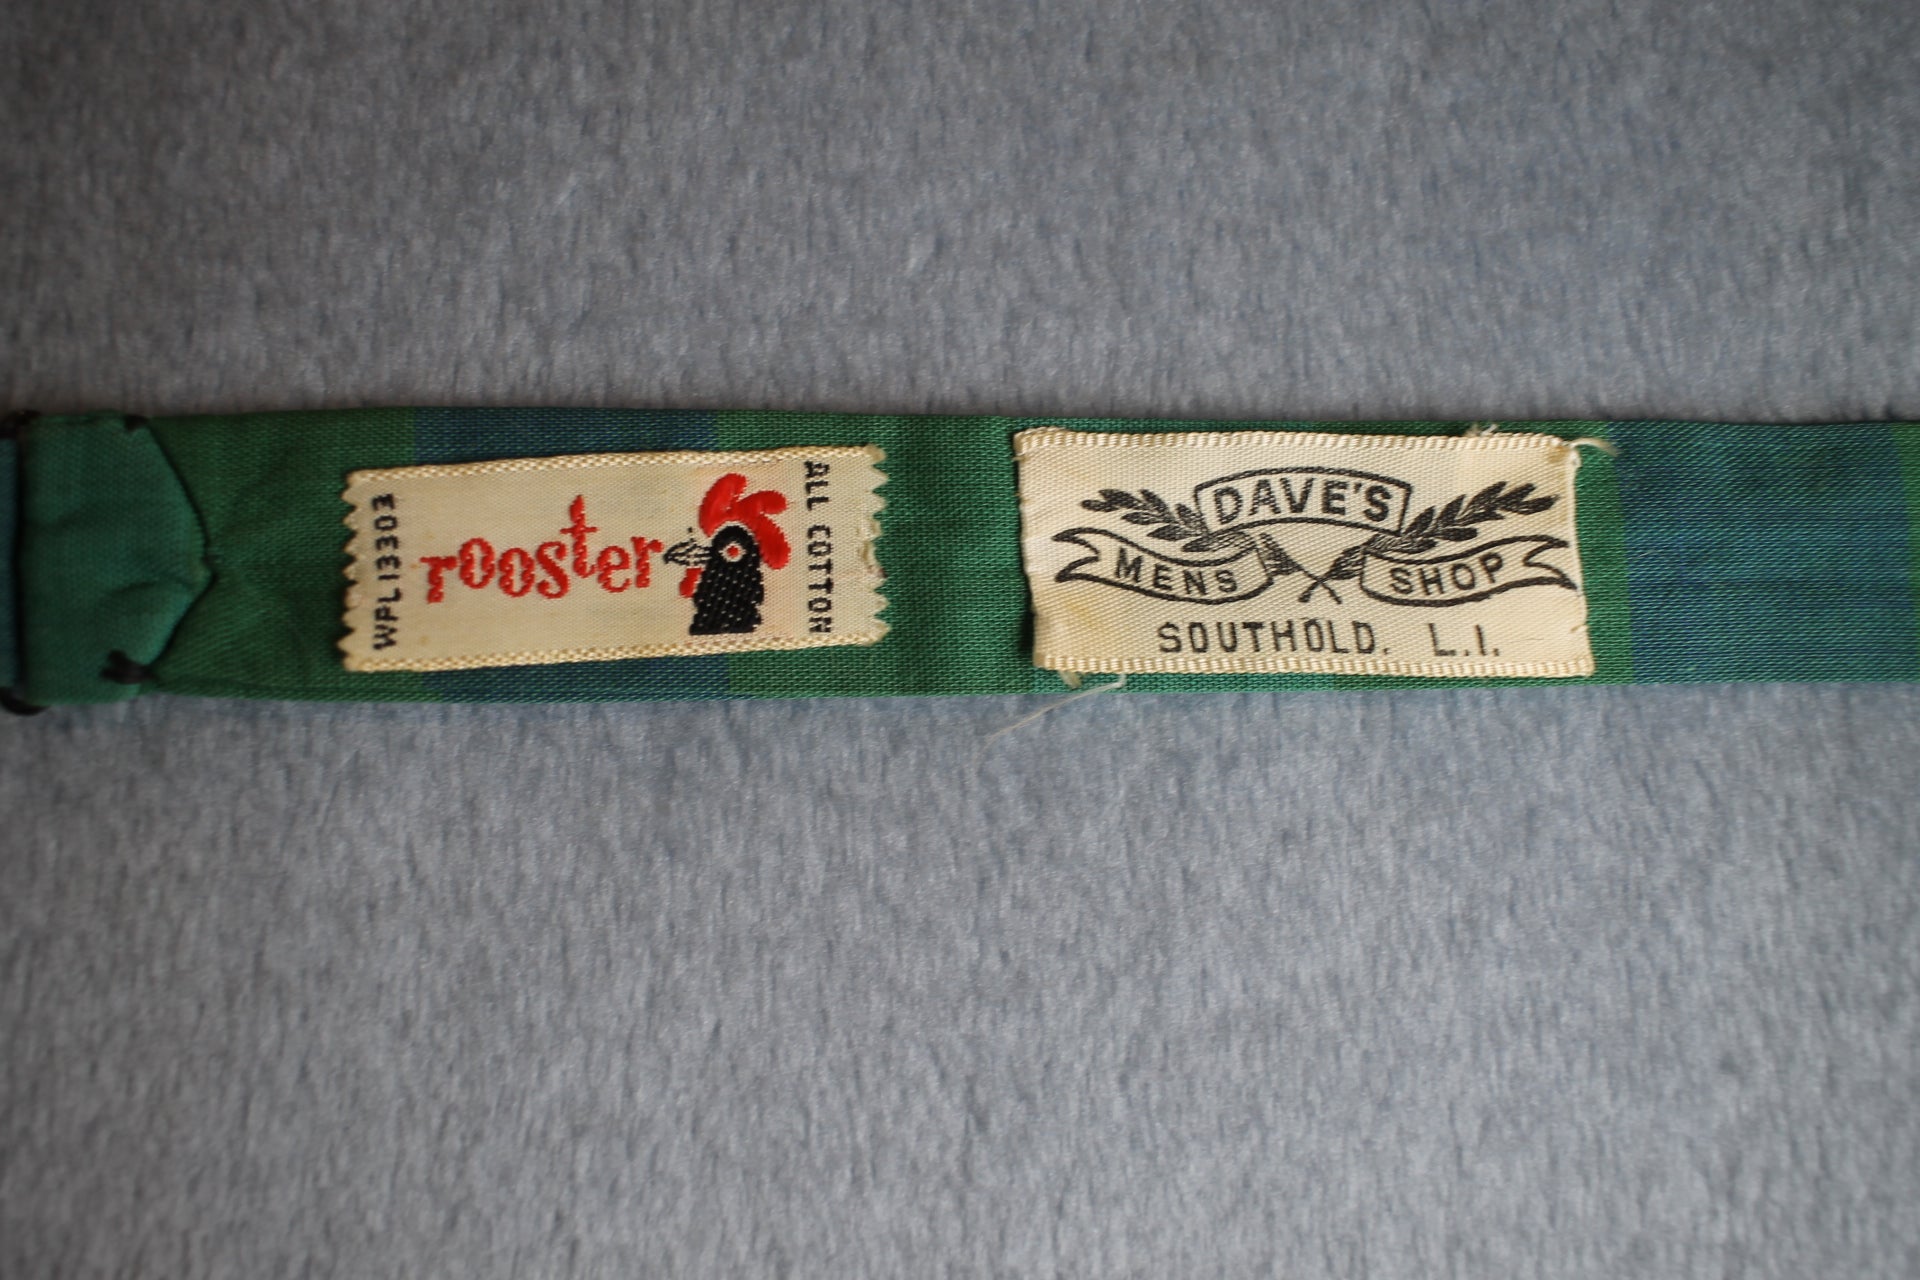 WPL13303
rooster
ALL COTTON
DAVE'S
MENS SHOP
SOUTHOLD. L.I.